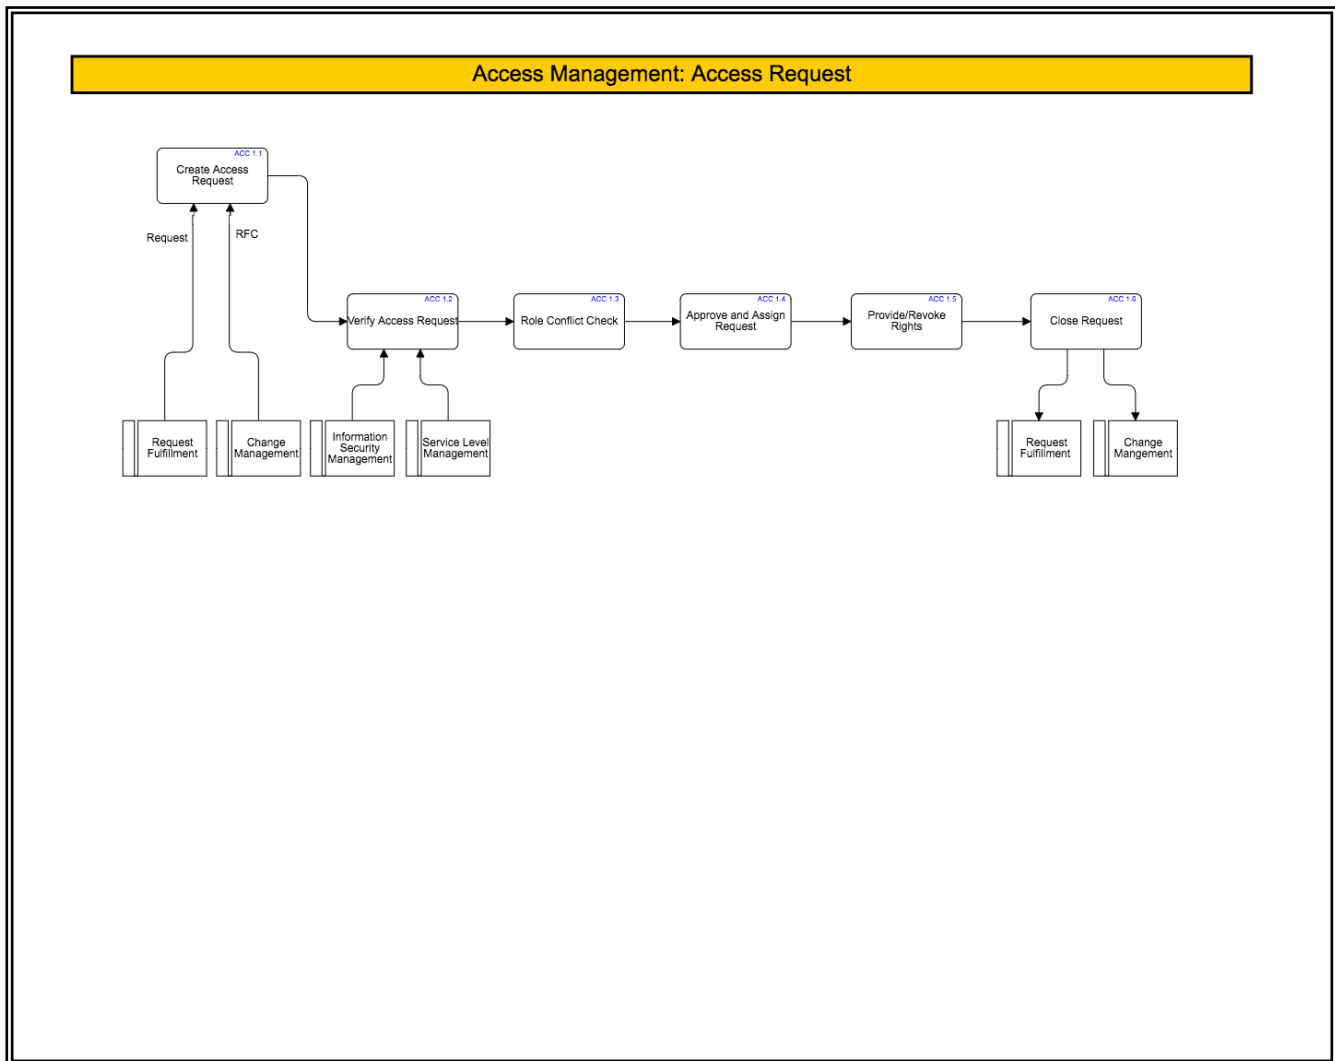 Access Management: Access Request
ACC 1.1
Create Access
Request
Request
RFC
ACC 1.2
Verify Access Request
ACC 1.3
Role Conflict Check
ACC 1.4
Approve and Assign
Request
ACC 1.5
Provide/Revoke
Rights
ACC 1.6
Close Request
Request
Fulfillment
Change
Management
Information
Security
Management
Service Level
Management
Request
Fulfillment
Change
Mangement